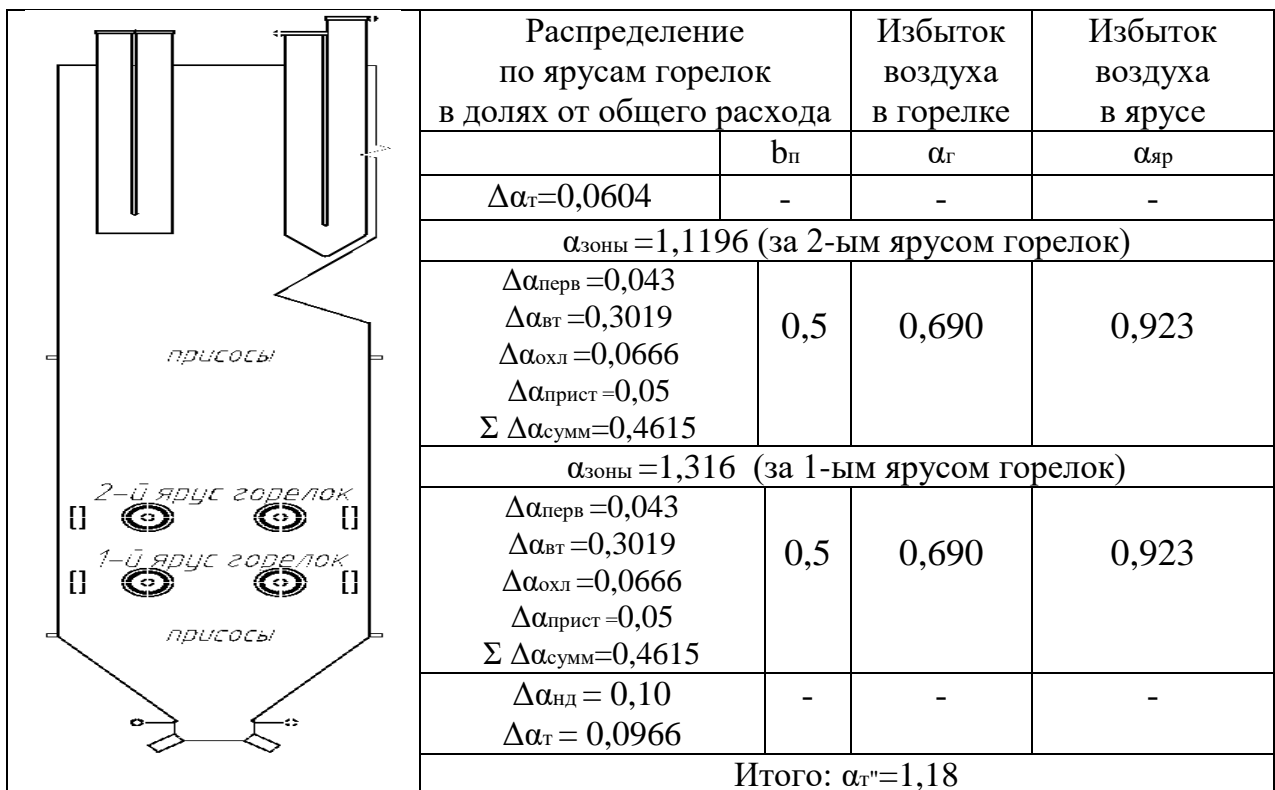 присосы
2-й ярус горелок
1-й ярус горелок
присосы
Распределение
по ярусам горелок
в долях от общего расхода
Избыток
воздуха
в горелке
Избыток
воздуха
в ярусе
bп
αг
αяр
Δαт=0,0604
-
-
-
αзоны =1,1196 (за 2-ым ярусом горелок)
Δαперв =0,043
Δαвт =0,3019
Δαохл =0,0666
Δαприст =0,05
Σ Δαсумм=0,4615
0,5
0,690
0,923
αзоны =1,316 (за 1-ым ярусом горелок)
Δαперв =0,043
Δαвт =0,3019
Δαохл =0,0666
Δαприст =0,05
Σ Δαсумм=0,4615
0,5
0,690
0,923
Δαнд = 0,10
Δαт = 0,0966
-
-
-
Итого: αт"=1,18